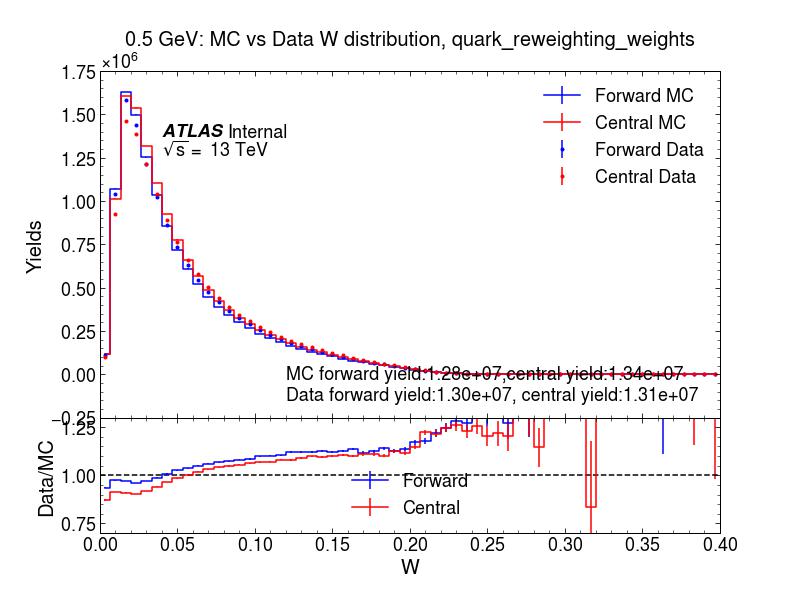 0.5 GeV: MC vs Data W distribution, quark_reweighting_weights
×10⁶
1.75
1.50
1.25
1.00
0.75
0.50
0.25
0.00
−0.25
Yields
ATLAS Internal
√s = 13 TeV
Forward MC
Central MC
Forward Data
Central Data
MC forward yield:1.28e+07,central yield:1.34e+07
Data forward yield:1.30e+07, central yield:1.31e+07
1.25
1.00
0.75
Data/MC
Forward
Central
0.00 0.05 0.10 0.15 0.20 0.25 0.30 0.35 0.40
W